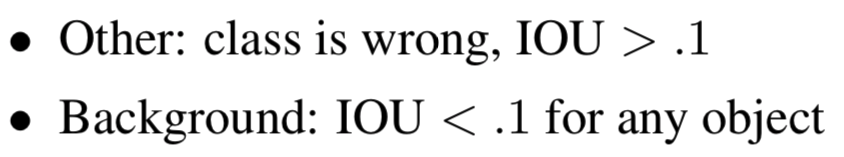 • Other: class is wrong, IOU > .1
• Background: IOU < .1 for any object